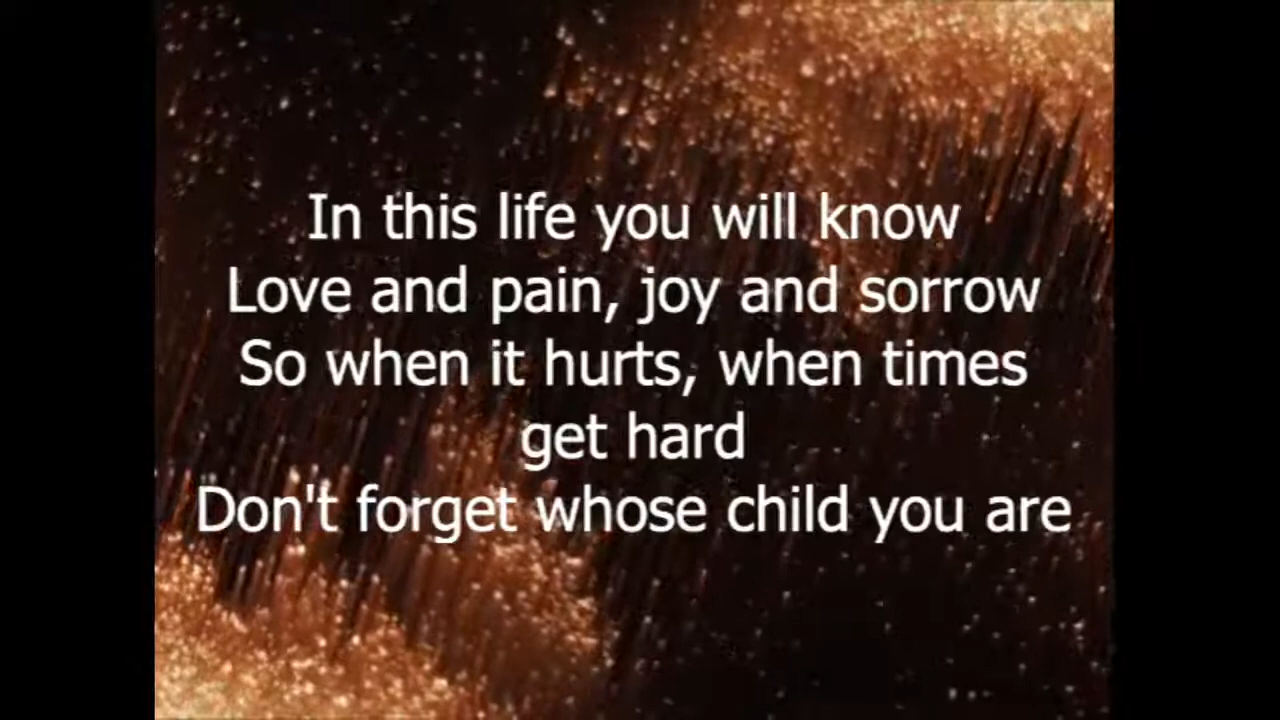 In this life you will know
Love and pain, joy and sorrow
So when it hurts, when times
get hard
Don't forget whose child you are